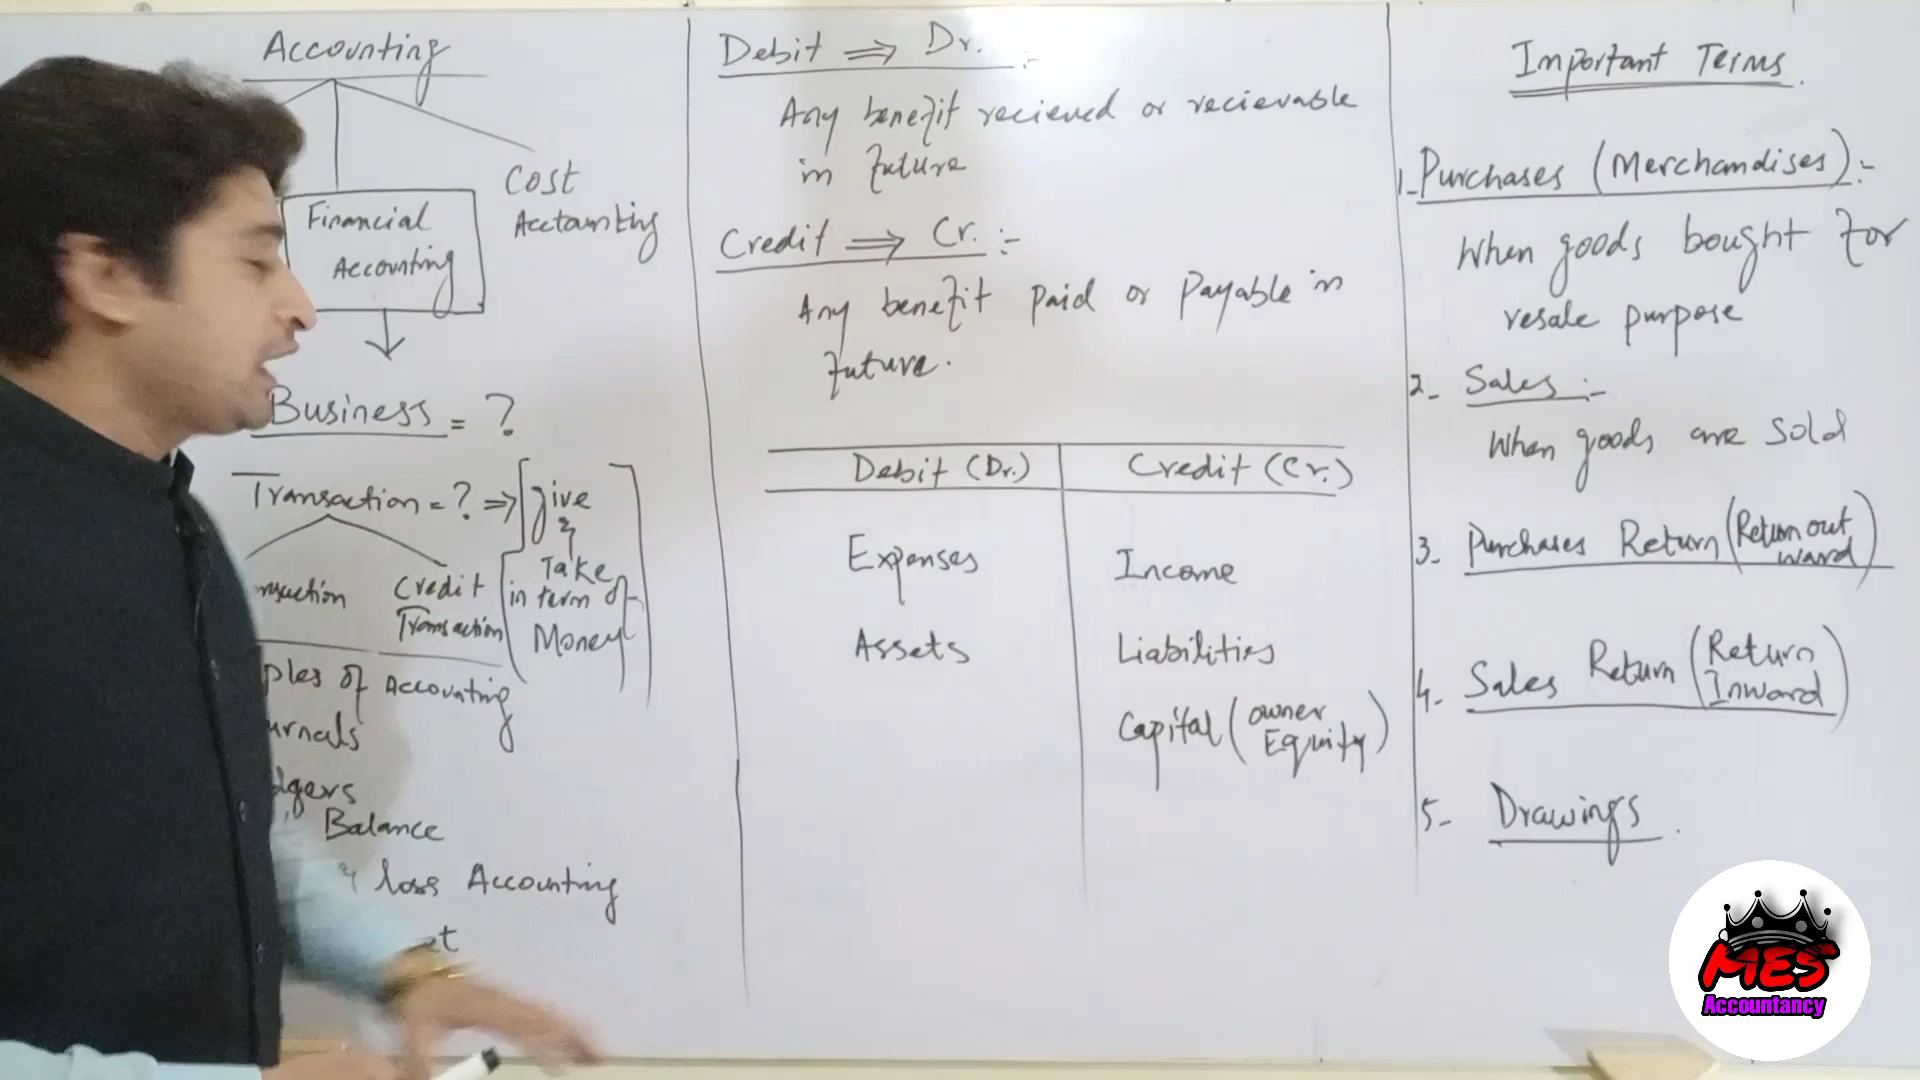 Accounting
Cost
Accounting
Financial
Accounting
Business = ?
Transaction = ? ⇒ [Give
&
Take
in term of
Money]
Credit
Transaction
of Accounting
Balance
& loss Accounting
Debit ⇒ Dr. :-
Any benefit recieved or recievable
in future
Credit ⇒ Cr. :-
Any benefit Paid or Payable in
future.
Debit (Dr.) Credit (Cr.)
Expenses Income
Assets Liabilities
Capital (owner
Equity)
Important Terms.
1- Purchases (Merchandises) :-
When goods bought for
resale purpose
2- Sales :-
When goods are sold
3- Purchases Return (Return out
ward)
4- Sales Return (Return
Inward)
5- Drawings.
MES
Accountancy